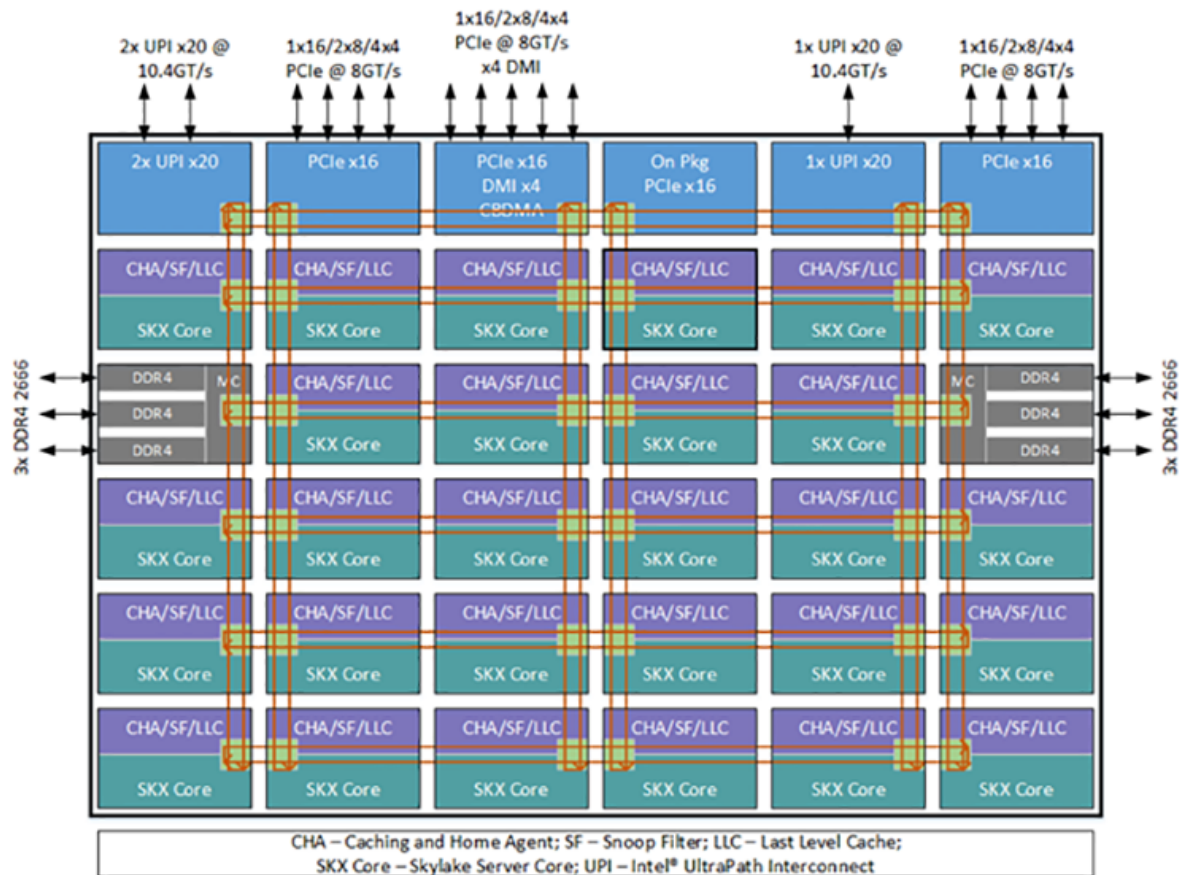 2x UPI x20 @
10.4GT/s
1x16/2x8/4x4
PCIe @ 8GT/s
1x16/2x8/4x4
PCIe @ 8GT/s
x4 DMI
1x UPI x20 @
10.4GT/s
1x16/2x8/4x4
PCIe @ 8GT/s
2x UPI x20
PCIe x16
PCIe x16
DMI x4
CBDMA
On Pkg
PCIe x16
1x UPI x20
PCIe x16
CHA/SF/LLC
SKX Core
CHA/SF/LLC
SKX Core
CHA/SF/LLC
SKX Core
CHA/SF/LLC
SKX Core
CHA/SF/LLC
SKX Core
CHA/SF/LLC
SKX Core
3x DDR4 2666
DDR4
DDR4
DDR4
MC
CHA/SF/LLC
SKX Core
CHA/SF/LLC
SKX Core
CHA/SF/LLC
SKX Core
CHA/SF/LLC
SKX Core
MC
DDR4
DDR4
DDR4
3x DDR4 2666
CHA/SF/LLC
SKX Core
CHA/SF/LLC
SKX Core
CHA/SF/LLC
SKX Core
CHA/SF/LLC
SKX Core
CHA/SF/LLC
SKX Core
CHA/SF/LLC
SKX Core
CHA/SF/LLC
SKX Core
CHA/SF/LLC
SKX Core
CHA/SF/LLC
SKX Core
CHA/SF/LLC
SKX Core
CHA/SF/LLC
SKX Core
CHA/SF/LLC
SKX Core
CHA/SF/LLC
SKX Core
CHA/SF/LLC
SKX Core
CHA/SF/LLC
SKX Core
CHA/SF/LLC
SKX Core
CHA/SF/LLC
SKX Core
CHA/SF/LLC
SKX Core
CHA – Caching and Home Agent; SF – Snoop Filter; LLC – Last Level Cache;
SKX Core – Skylake Server Core; UPI – Intel® UltraPath Interconnect